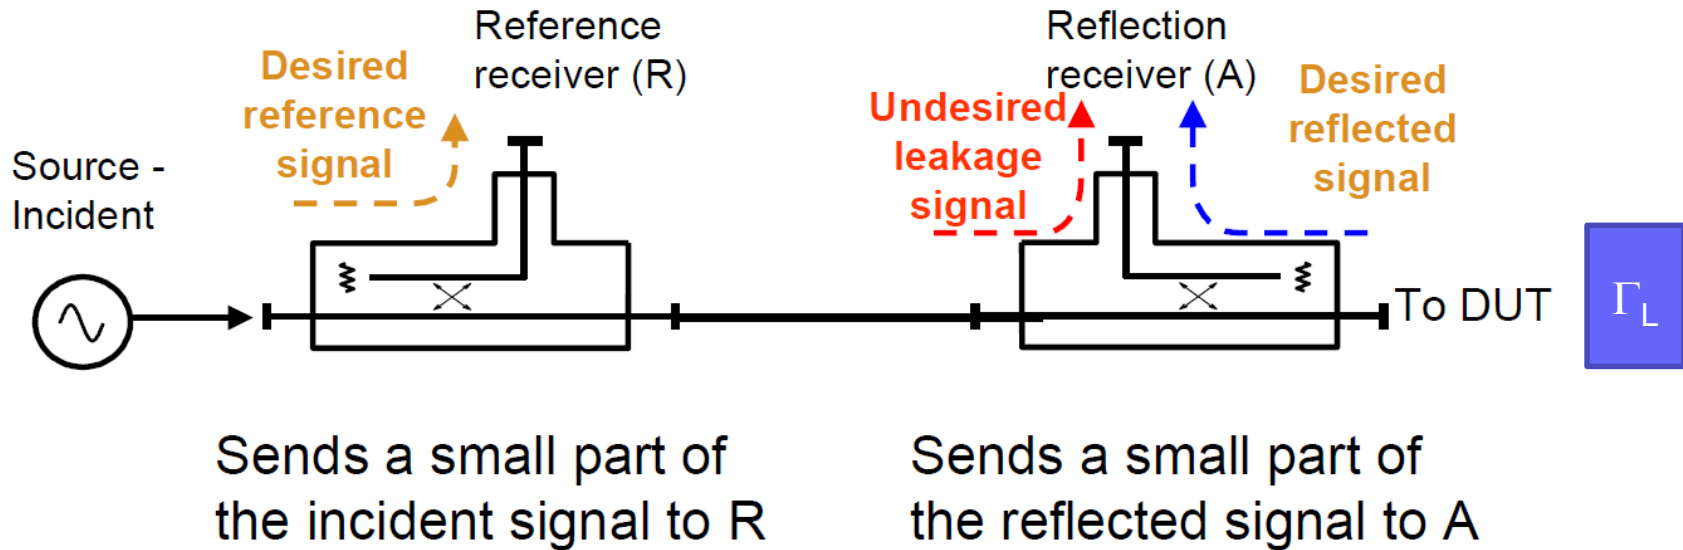 Reference
receiver (R)
Desired
reference
signal
Source -
Incident
Reflection
receiver (A)
Undesired
leakage
signal
Desired
reflected
signal
To DUT
Γ L
Sends a small part of
the incident signal to R
Sends a small part of
the reflected signal to A